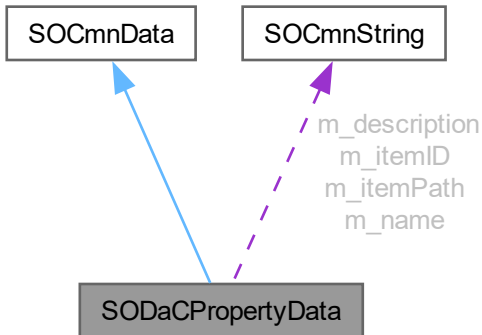 SOCmnData
SOCmnString
m_description
m_itemID
m_itemPath
m_name
SODaCPropertyData